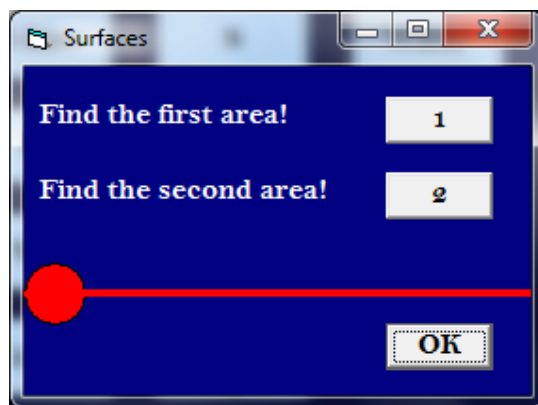 Surfaces
Find the first area! 1
Find the second area! 2
OK